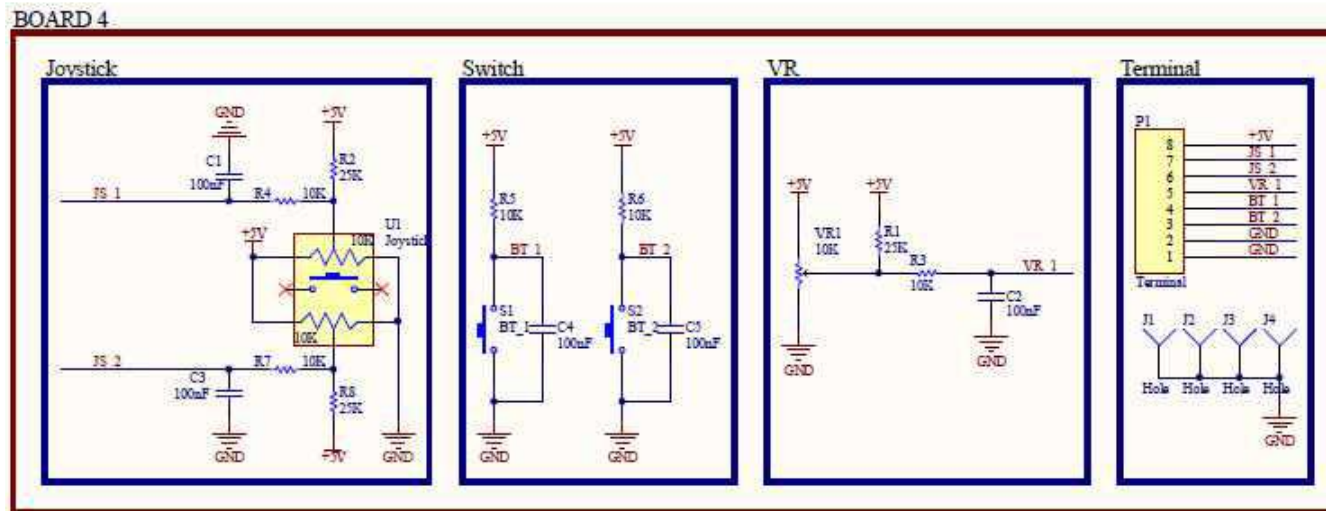 BOARD 4
Joystick
GND
+5V
C1
100nF
R2
25K
JS_1
R4
10K
+5V
10K
U1
Joystick
10K
JS_2
R7
10K
C3
100nF
R8
25K
GND
+5V
GND
Switch
+5V
+5V
R5
10K
R6
10K
BT_1
BT_2
S1
BT_1
C4
100nF
S2
BT_2
C5
100nF
GND
GND
VR
+5V
+5V
VR1
10K
R1
25K
R3
10K
VR_1
C2
100nF
GND
GND
Terminal
P1
8 +5V
7 JS_1
6 JS_2
5 VR_1
4 BT_1
3 BT_2
2 GND
1 GND
Terminal
J1 J2 J3 J4
Hole Hole Hole Hole
GND